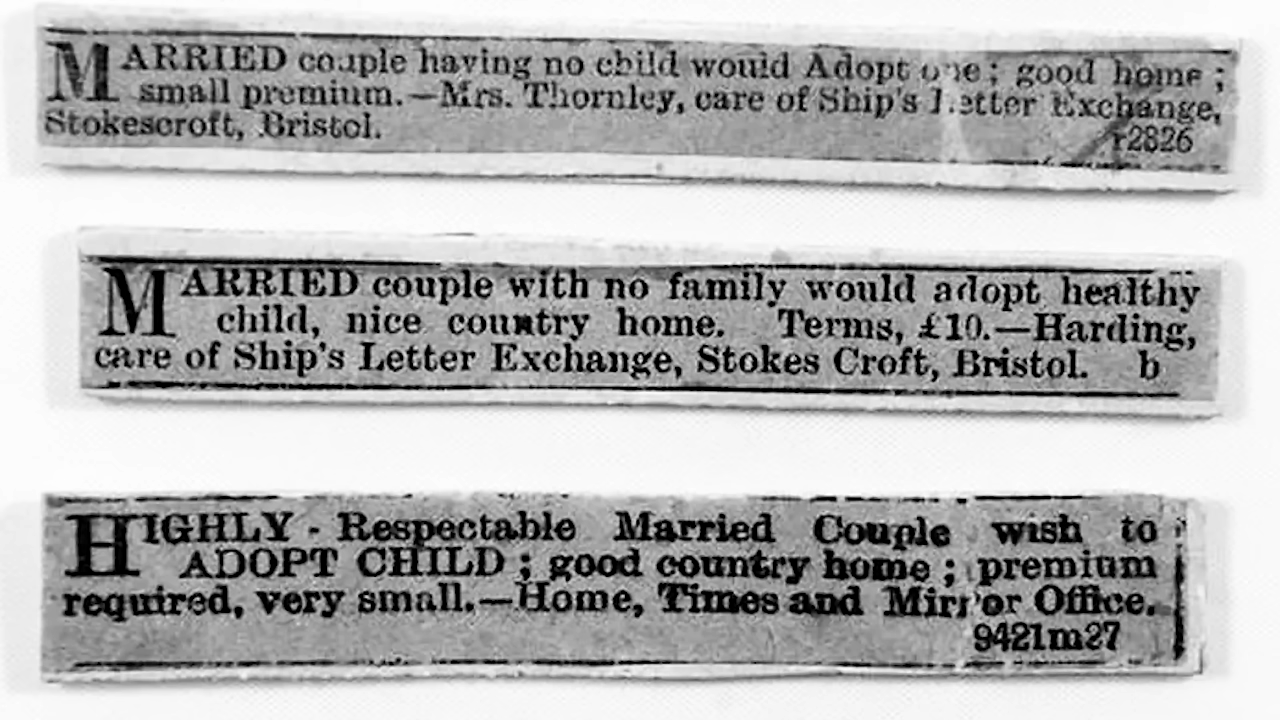 MARRIED couple having no child would Adopt one; good home;
small premium.—Mrs. Thornley, care of Ship's Letter Exchange,
Stokescroft, Bristol.
r2826
MARRIED couple with no family would adopt healthy
child, nice country home. Terms, £10.—Harding,
care of Ship's Letter Exchange, Stokes Croft, Bristol. b
HIGHLY - Respectable Married Couple wish to
ADOPT CHILD; good country home; premium
required, very small.—Home, Times and Mirror Office.
9421m27